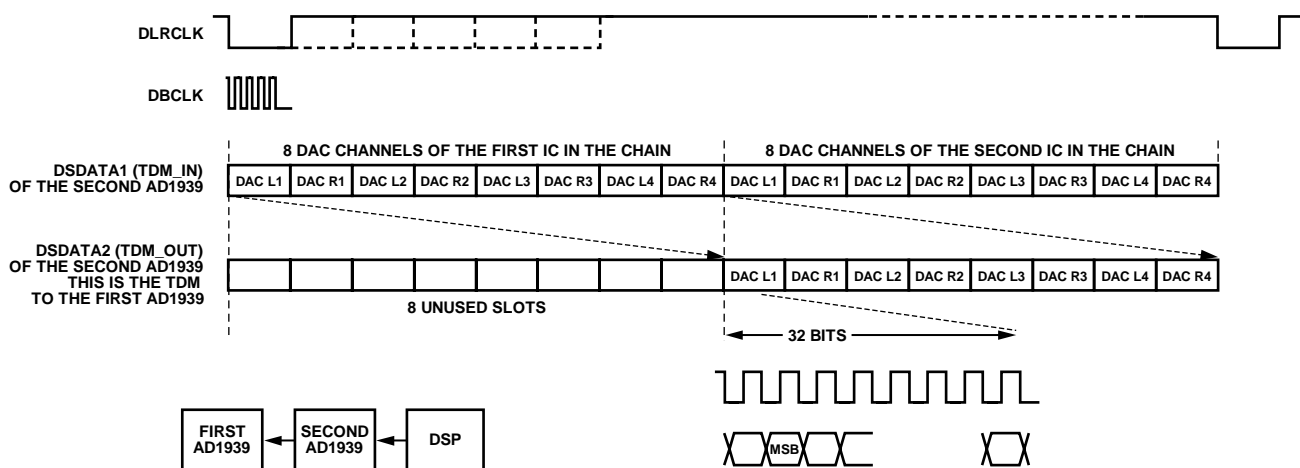 DLRCLK
DBCLK
8 DAC CHANNELS OF THE FIRST IC IN THE CHAIN
8 DAC CHANNELS OF THE SECOND IC IN THE CHAIN
DSDATA1 (TDM_IN)
OF THE SECOND AD1939
DAC L1 DAC R1 DAC L2 DAC R2 DAC L3 DAC R3 DAC L4 DAC R4 DAC L1 DAC R1 DAC L2 DAC R2 DAC L3 DAC R3 DAC L4 DAC R4
DSDATA2 (TDM_OUT)
OF THE SECOND AD1939
THIS IS THE TDM
TO THE FIRST AD1939
DAC L1 DAC R1 DAC L2 DAC R2 DAC L3 DAC R3 DAC L4 DAC R4
8 UNUSED SLOTS
32 BITS
FIRST
AD1939
SECOND
AD1939
DSP
MSB